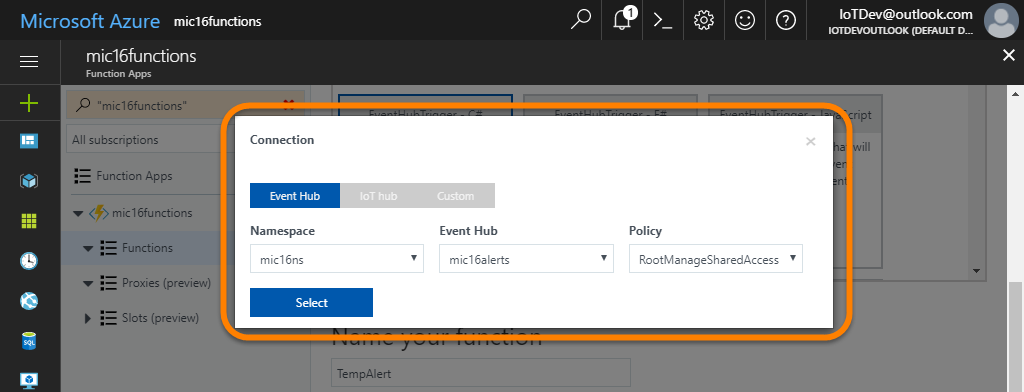 Microsoft Azure mic16functions
1
IoTDev@outlook.com
IOTDEVOUTLOOK (DEFAULT D...
mic16functions
Function Apps
"mic16functions"
All subscriptions
Function Apps
mic16functions
Functions
Proxies (preview)
Slots (preview)
EventHubTrigger - C#
EventHubTrigger - F#
EventHubTrigger - JavaScript
Connection
Event Hub IoT hub Custom
Namespace Event Hub Policy
mic16ns mic16alerts RootManageSharedAccess
Select
Name your function
TempAlert